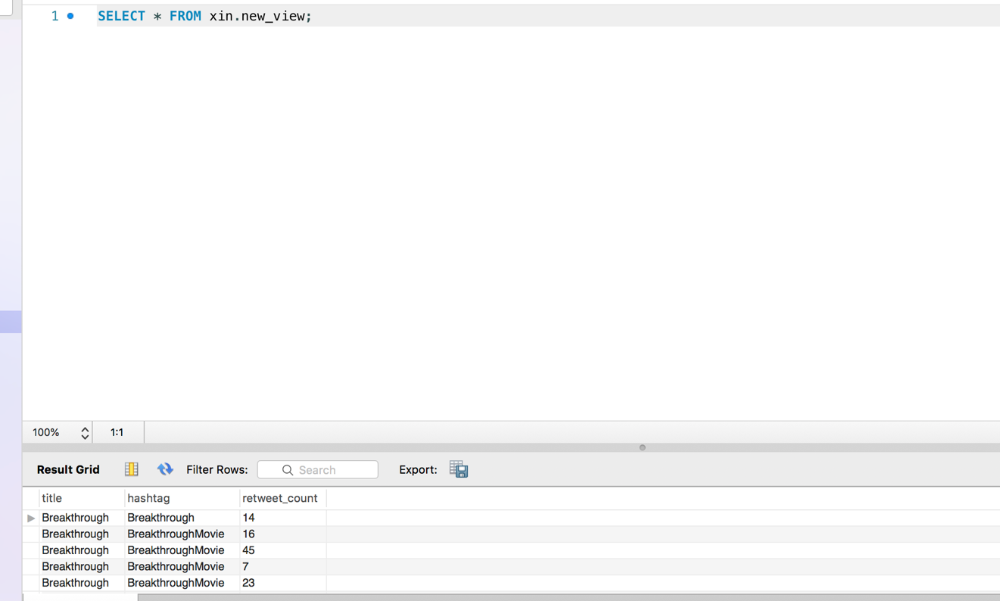 1 SELECT * FROM xin.new_view;
100% 1:1
Result Grid Filter Rows: Search Export:
title hashtag retweet_count
Breakthrough Breakthrough 14
Breakthrough BreakthroughMovie 16
Breakthrough BreakthroughMovie 45
Breakthrough BreakthroughMovie 7
Breakthrough BreakthroughMovie 23